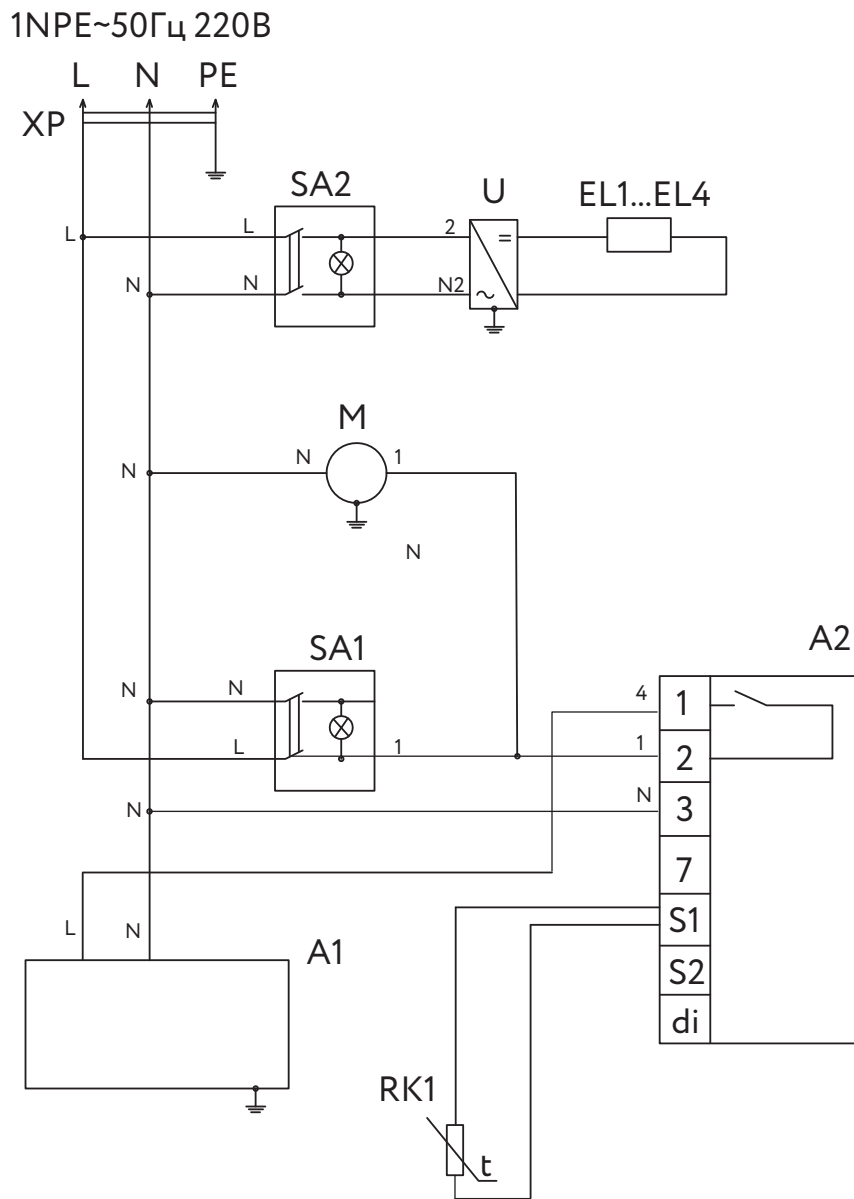 1NPE~50Гц 220В
L N PE
XP
SA2 U EL1...EL4
L L 2 =
N N N2 ~
M
N N 1
N
SA1 A2
N N 4 1
L 1 1 2
N N 3
7
L N S1
A1 S2
di
RK1
t